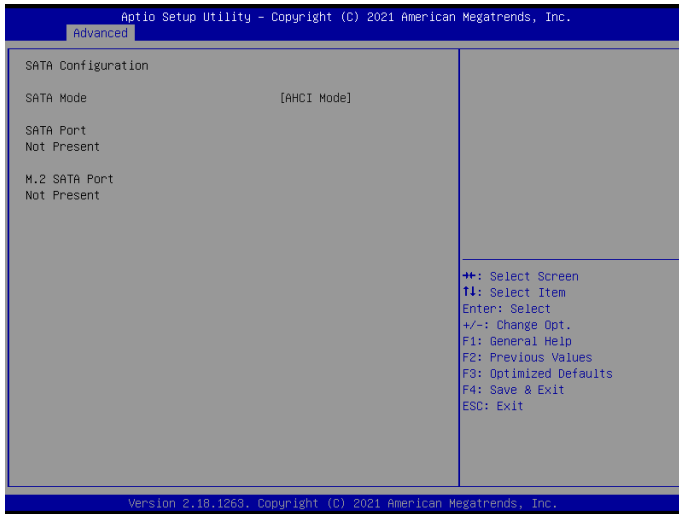 Aptio Setup Utility – Copyright (C) 2021 American Megatrends, Inc.
Advanced
SATA Configuration
SATA Mode [AHCI Mode]
SATA Port
Not Present
M.2 SATA Port
Not Present
→←: Select Screen
↑↓: Select Item
Enter: Select
+/-: Change Opt.
F1: General Help
F2: Previous Values
F3: Optimized Defaults
F4: Save & Exit
ESC: Exit
Version 2.18.1263. Copyright (C) 2021 American Megatrends, Inc.